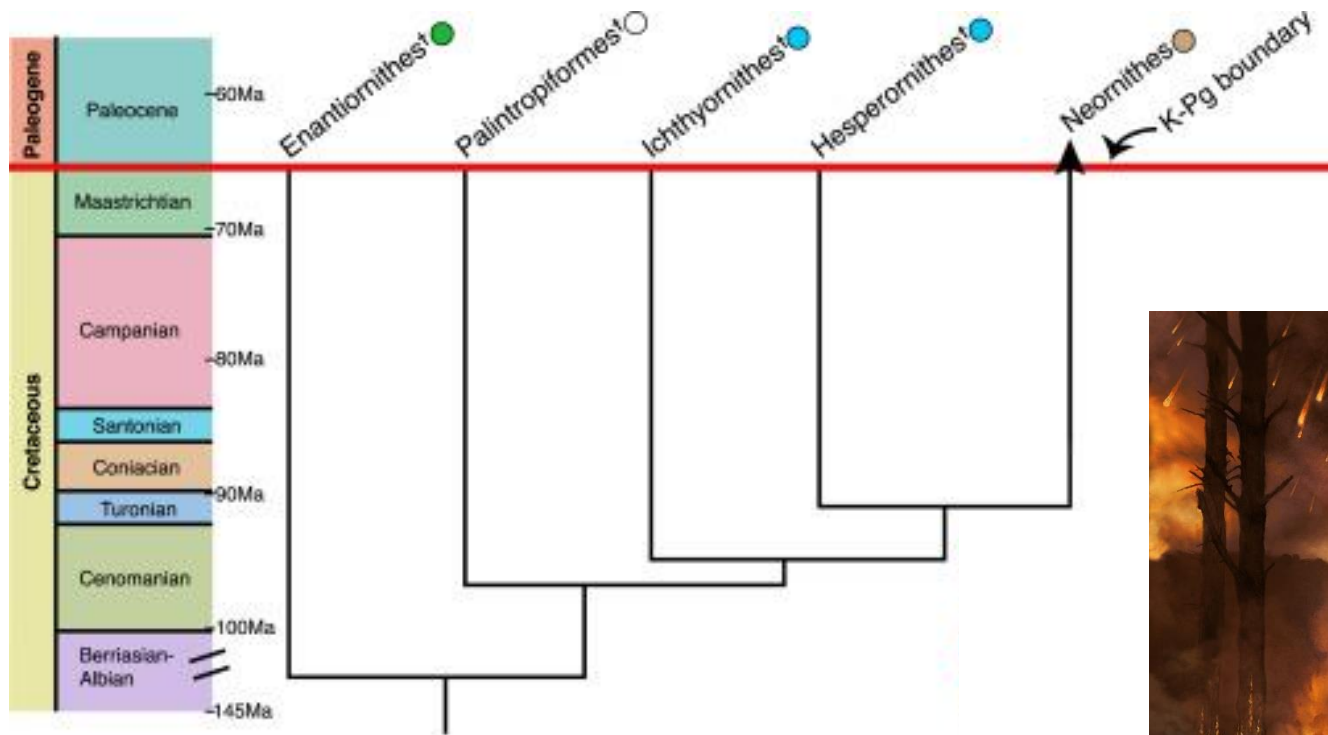 Enantiornithes†
Palintropiformes†
Ichthyornithes†
Hesperornithes†
Neornithes
K-Pg boundary
Paleogene
Paleocene
60Ma
Maastrichtian
70Ma
Campanian
80Ma
Cretaceous
Santonian
Coniacian
90Ma
Turonian
Cenomanian
100Ma
Berriasian-
Albian
145Ma